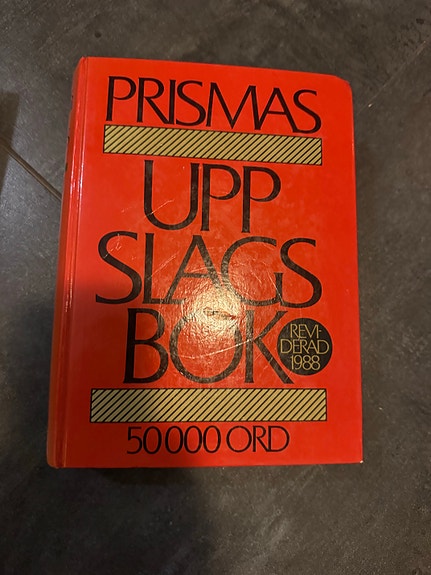 PRISMAS
UPP
SLAGS
BOK
REVI-
DERAD
1988
50 000 ORD